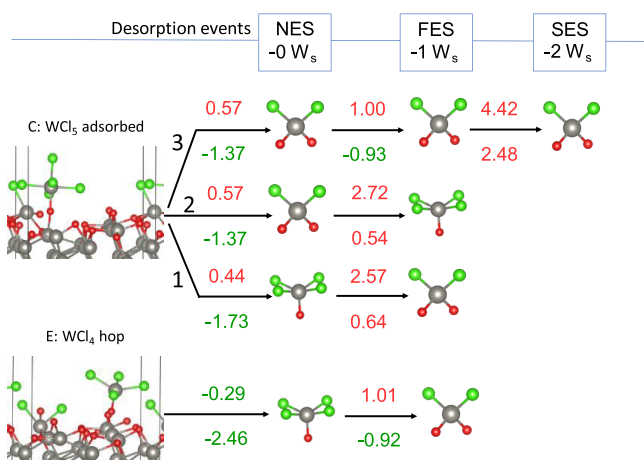 Desorption events
NES
-0 Wₛ
FES
-1 Wₛ
SES
-2 Wₛ
C: WCl₅ adsorbed
3
0.57
-1.37
1.00
-0.93
4.42
2.48
2
0.57
-1.37
2.72
0.54
1
0.44
-1.73
2.57
0.64
E: WCl₄ hop
-0.29
-2.46
1.01
-0.92